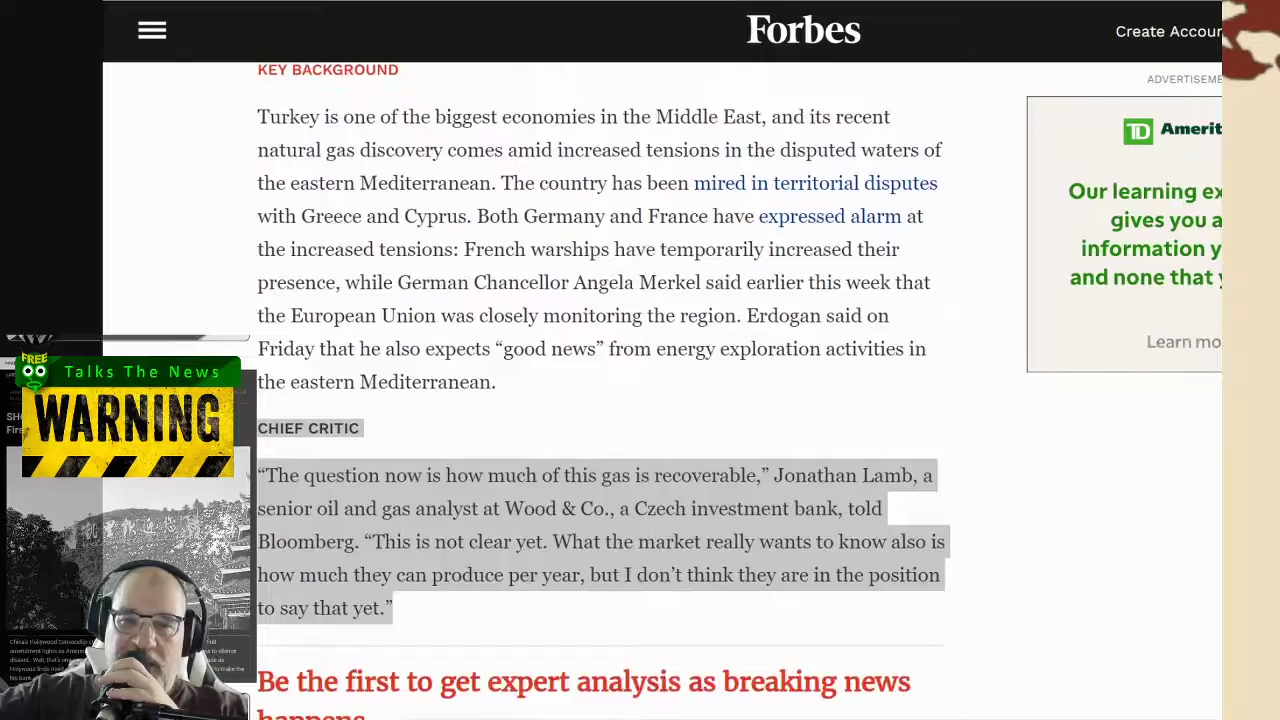 Forbes
Create Accoun
KEY BACKGROUND
ADVERTISEME
Turkey is one of the biggest economies in the Middle East, and its recent
natural gas discovery comes amid increased tensions in the disputed waters of
the eastern Mediterranean. The country has been mired in territorial disputes
with Greece and Cyprus. Both Germany and France have expressed alarm at
the increased tensions: French warships have temporarily increased their
presence, while German Chancellor Angela Merkel said earlier this week that
the European Union was closely monitoring the region. Erdogan said on
Friday that he also expects “good news” from energy exploration activities in
the eastern Mediterranean.
CHIEF CRITIC
“The question now is how much of this gas is recoverable,” Jonathan Lamb, a
senior oil and gas analyst at Wood & Co., a Czech investment bank, told
Bloomberg. “This is not clear yet. What the market really wants to know also is
how much they can produce per year, but I don’t think they are in the position
to say that yet.”
Be the first to get expert analysis as breaking news
happens
TD Amerit
Our learning ex
gives you a
information y
and none that y
Learn mo
FREE
Talks The News
WARNING